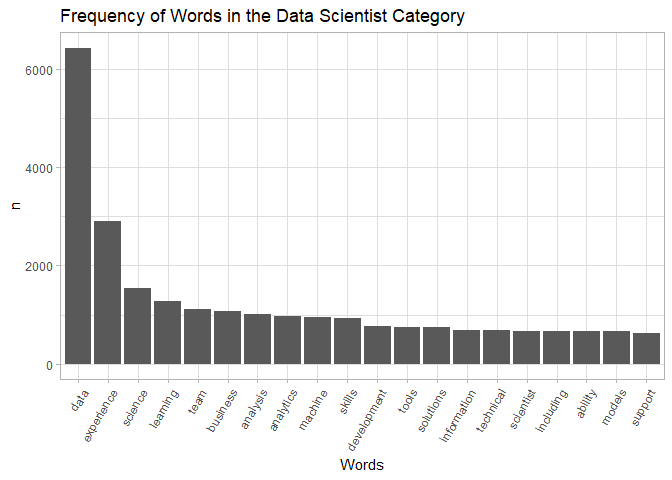 Frequency of Words in the Data Scientist Category
6000
4000
2000
0
n
data
experience
science
learning
team
business
analysis
analytics
machine
skills
development
tools
solutions
information
technical
scientist
including
ability
models
support
Words